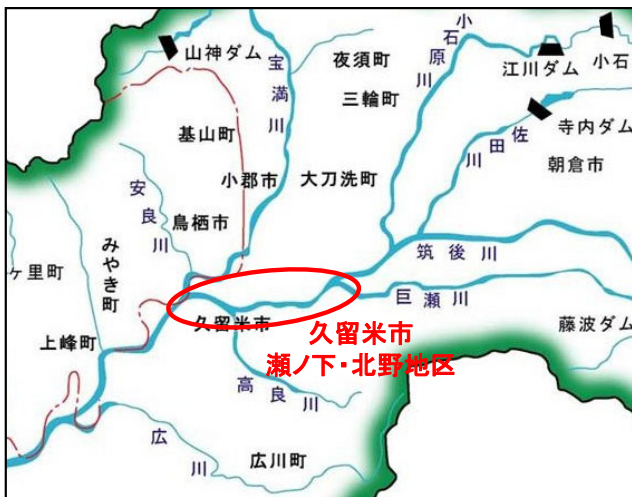 山神ダム
宝満川
夜須町
三輪町
小石原川
江川ダム
小石
寺内ダム
佐田川
朝倉市
基山町
小郡市
大刀洗町
安良川
鳥栖市
みやき町
ヶ里町
筑後川
巨瀬川
久留米市
上峰町
久留米市
瀬ノ下・北野地区
藤波ダム
高良川
広川
広川町